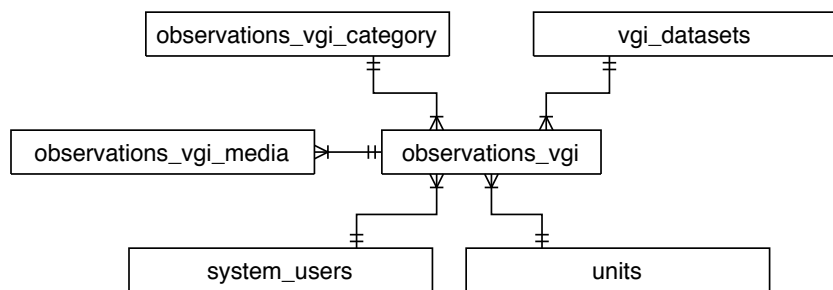 observations_vgi_category
vgi_datasets
observations_vgi_media
observations_vgi
system_users
units